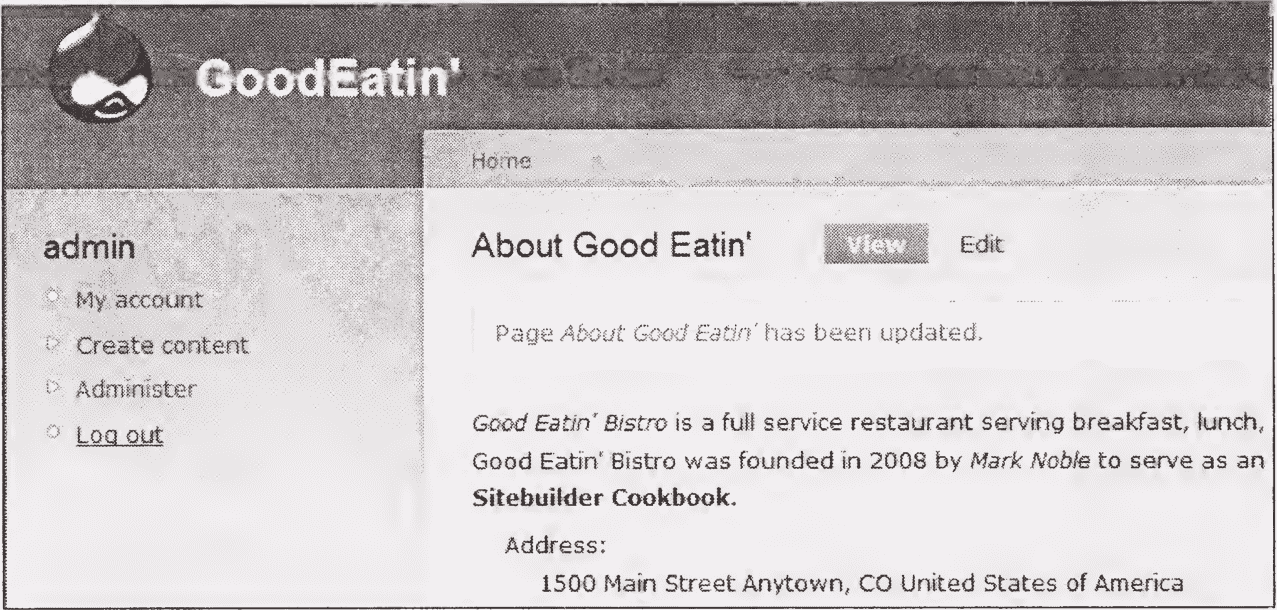 GoodEatin'
Home
admin
My account
Create content
Administer
Log out
About Good Eatin'
View
Edit
Page About Good Eatin' has been updated.
Good Eatin' Bistro is a full service restaurant serving breakfast, lunch,
Good Eatin' Bistro was founded in 2008 by Mark Noble to serve as an
Sitebuilder Cookbook.
Address:
1500 Main Street Anytown, CO United States of America